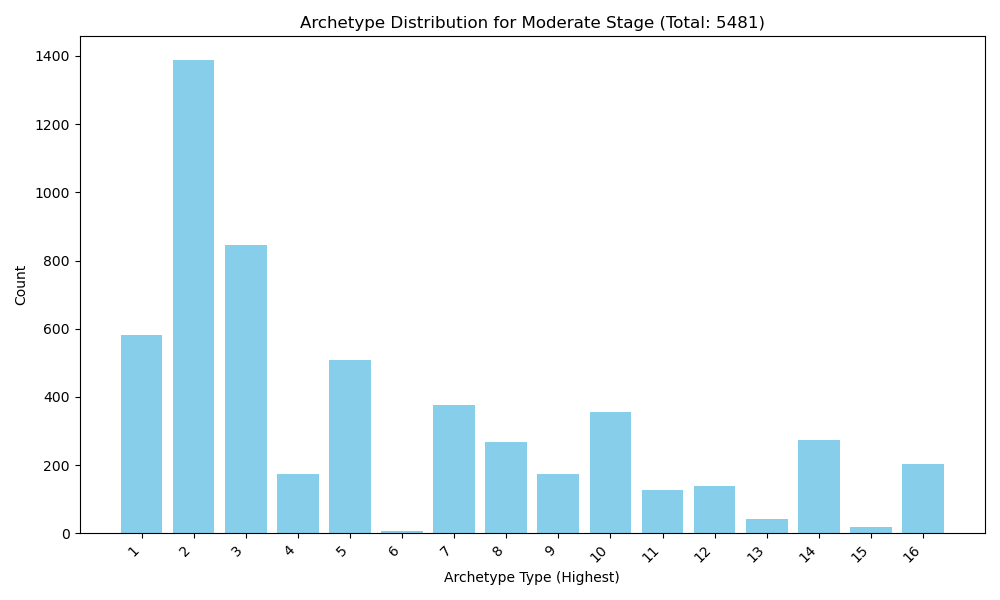 Archetype Distribution for Moderate Stage (Total: 5481)
Count
1400
1200
1000
800
600
400
200
0
1 2 3 4 5 6 7 8 9 10 11 12 13 14 15 16
Archetype Type (Highest)